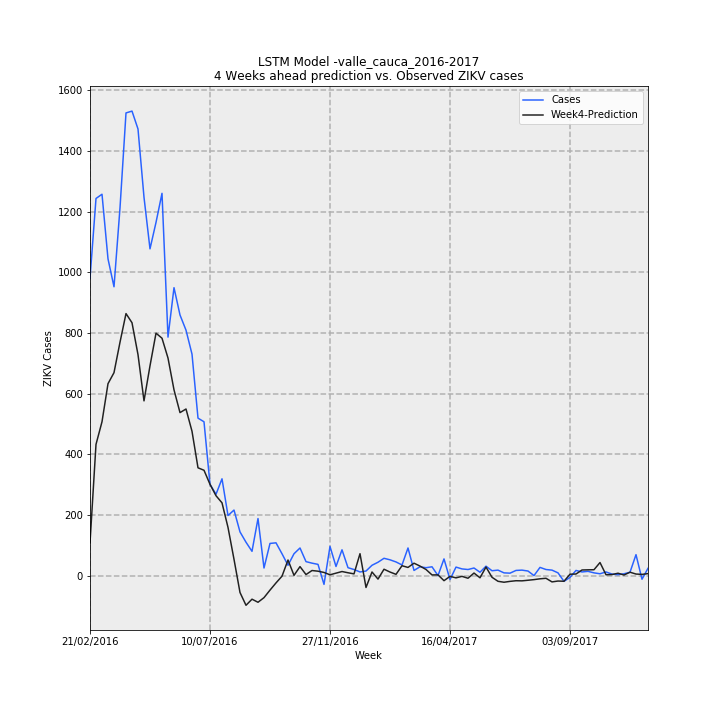 LSTM Model -valle_cauca_2016-2017
4 Weeks ahead prediction vs. Observed ZIKV cases
Cases
Week4-Prediction
1600
1400
1200
1000
800
600
400
200
0
ZIKV Cases
21/02/2016
10/07/2016
27/11/2016
16/04/2017
03/09/2017
Week